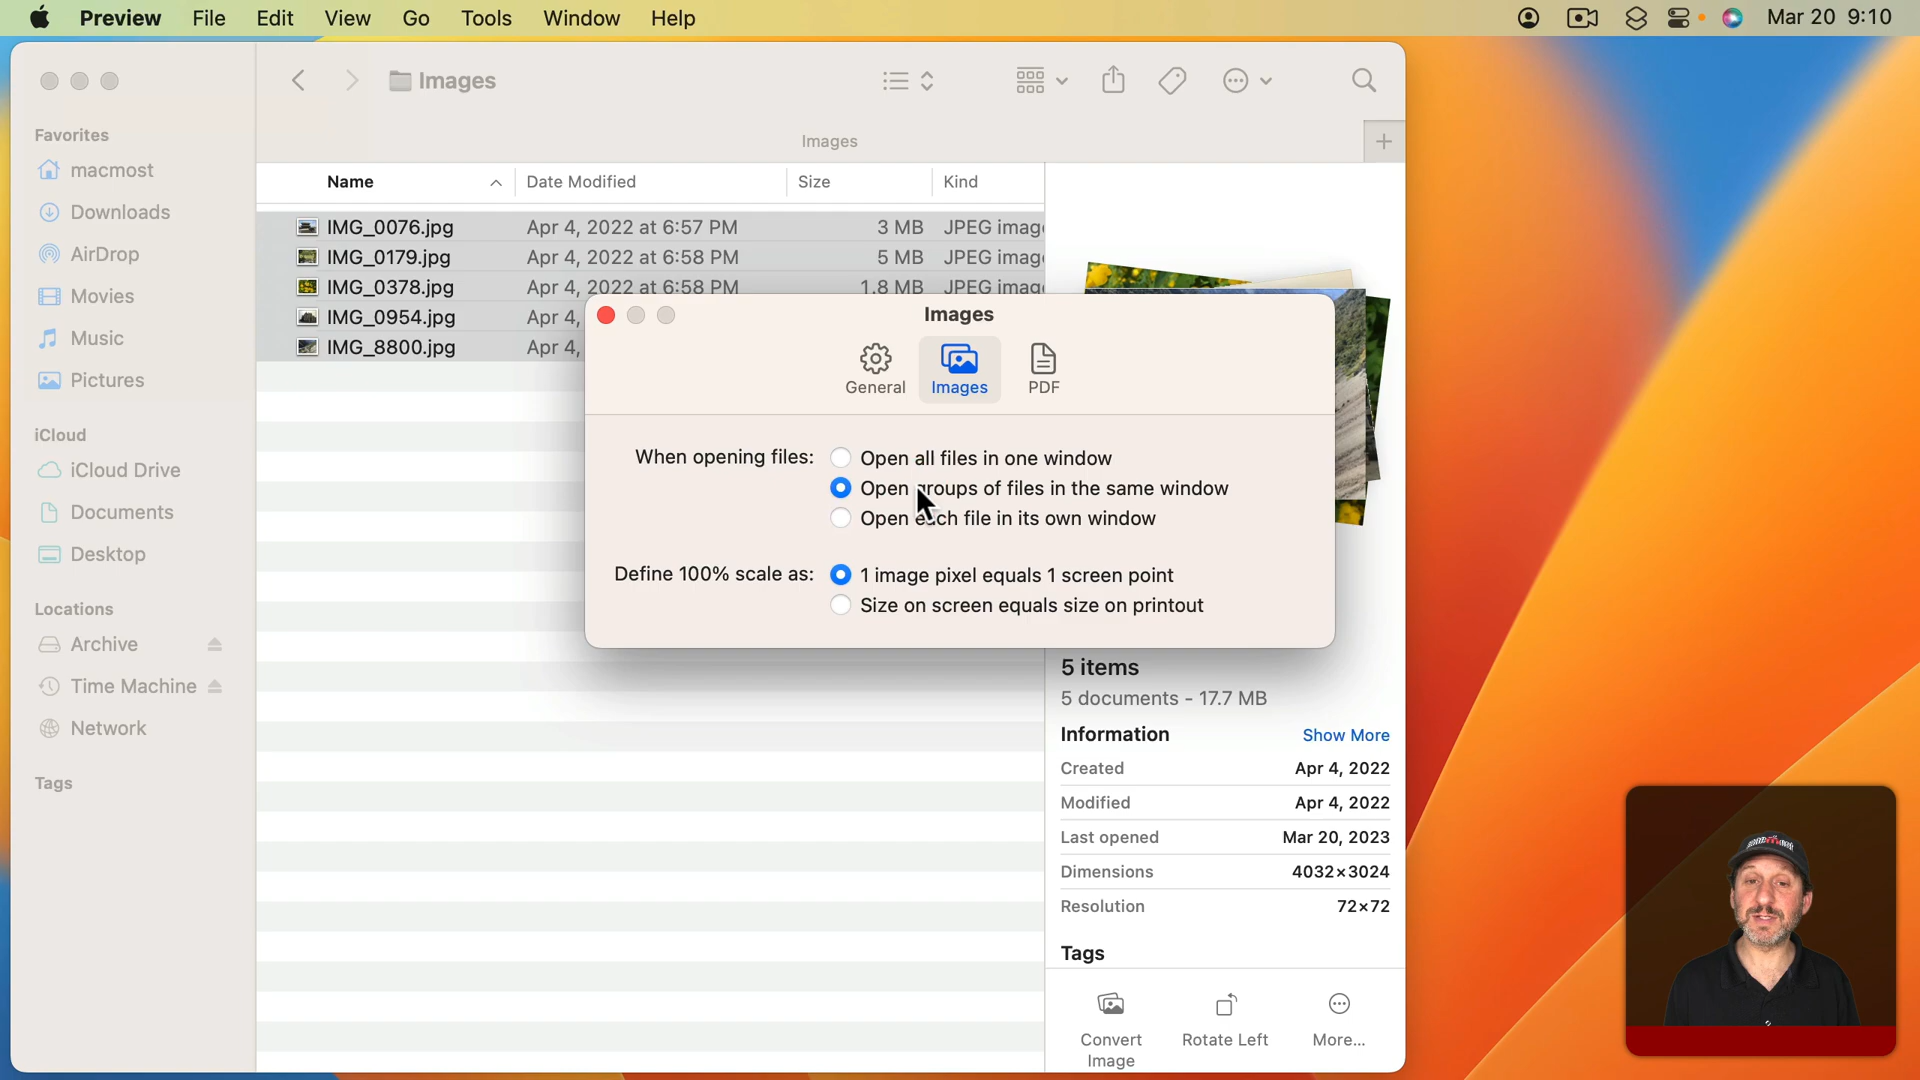 Preview File Edit View Go Tools Window Help Mar 20 9:10
Images
Images
Favorites
macmost
Downloads
AirDrop
Movies
Music
Pictures
iCloud
iCloud Drive
Documents
Desktop
Locations
Archive
Time Machine
Network
Tags
Name Date Modified Size Kind
IMG_0076.jpg Apr 4, 2022 at 6:57 PM 3 MB JPEG imag
IMG_0179.jpg Apr 4, 2022 at 6:58 PM 5 MB JPEG imag
IMG_0378.jpg Apr 4, 2022 at 6:58 PM 1.8 MB JPEG imag
IMG_0954.jpg Apr 4,
IMG_8800.jpg Apr 4,
Images
General Images PDF
When opening files: Open all files in one window
Open groups of files in the same window
Open each file in its own window
Define 100% scale as: 1 image pixel equals 1 screen point
Size on screen equals size on printout
5 items
5 documents - 17.7 MB
Information Show More
Created Apr 4, 2022
Modified Apr 4, 2022
Last opened Mar 20, 2023
Dimensions 4032×3024
Resolution 72×72
Tags
Convert Image
Rotate Left
More...